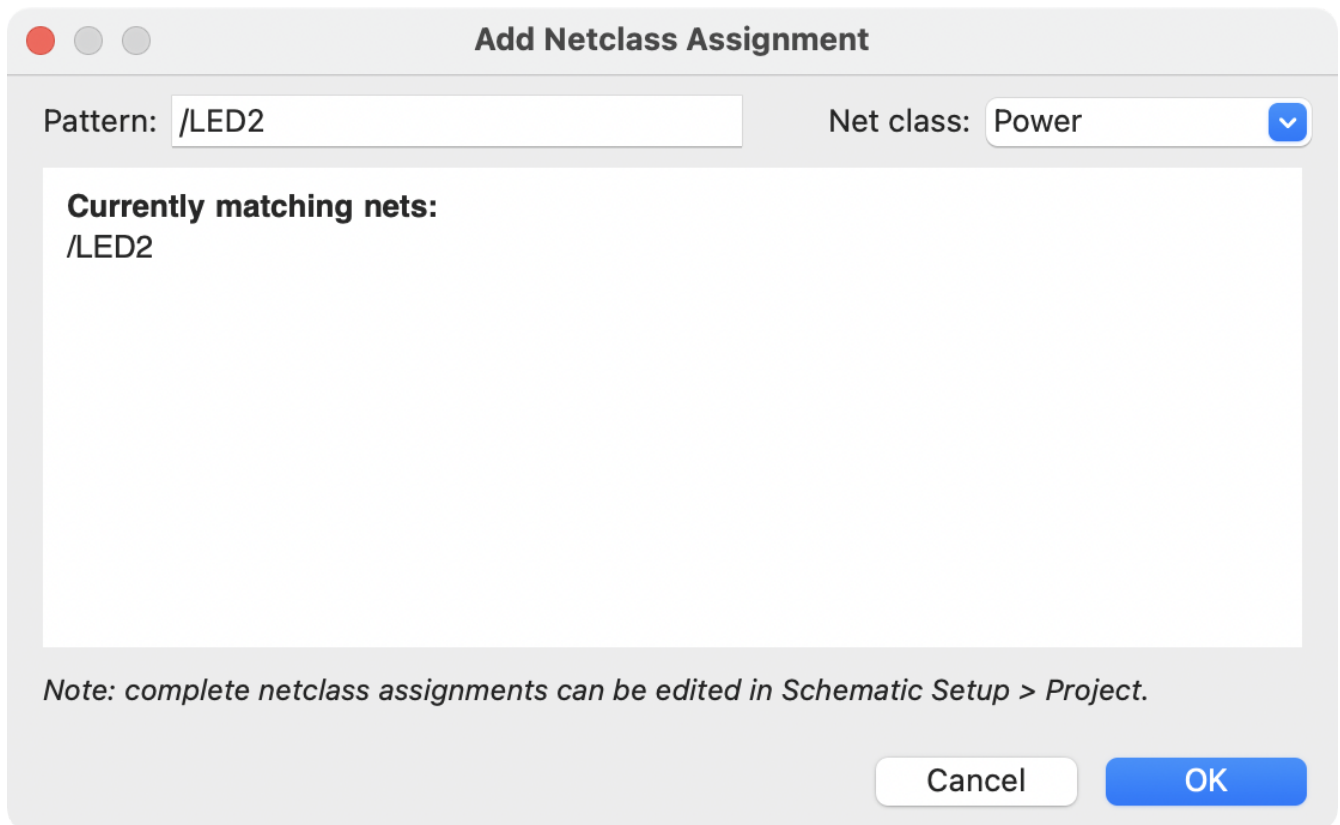 Add Netclass Assignment
Pattern: /LED2 Net class: Power
Currently matching nets:
/LED2
Note: complete netclass assignments can be edited in Schematic Setup > Project.
Cancel OK